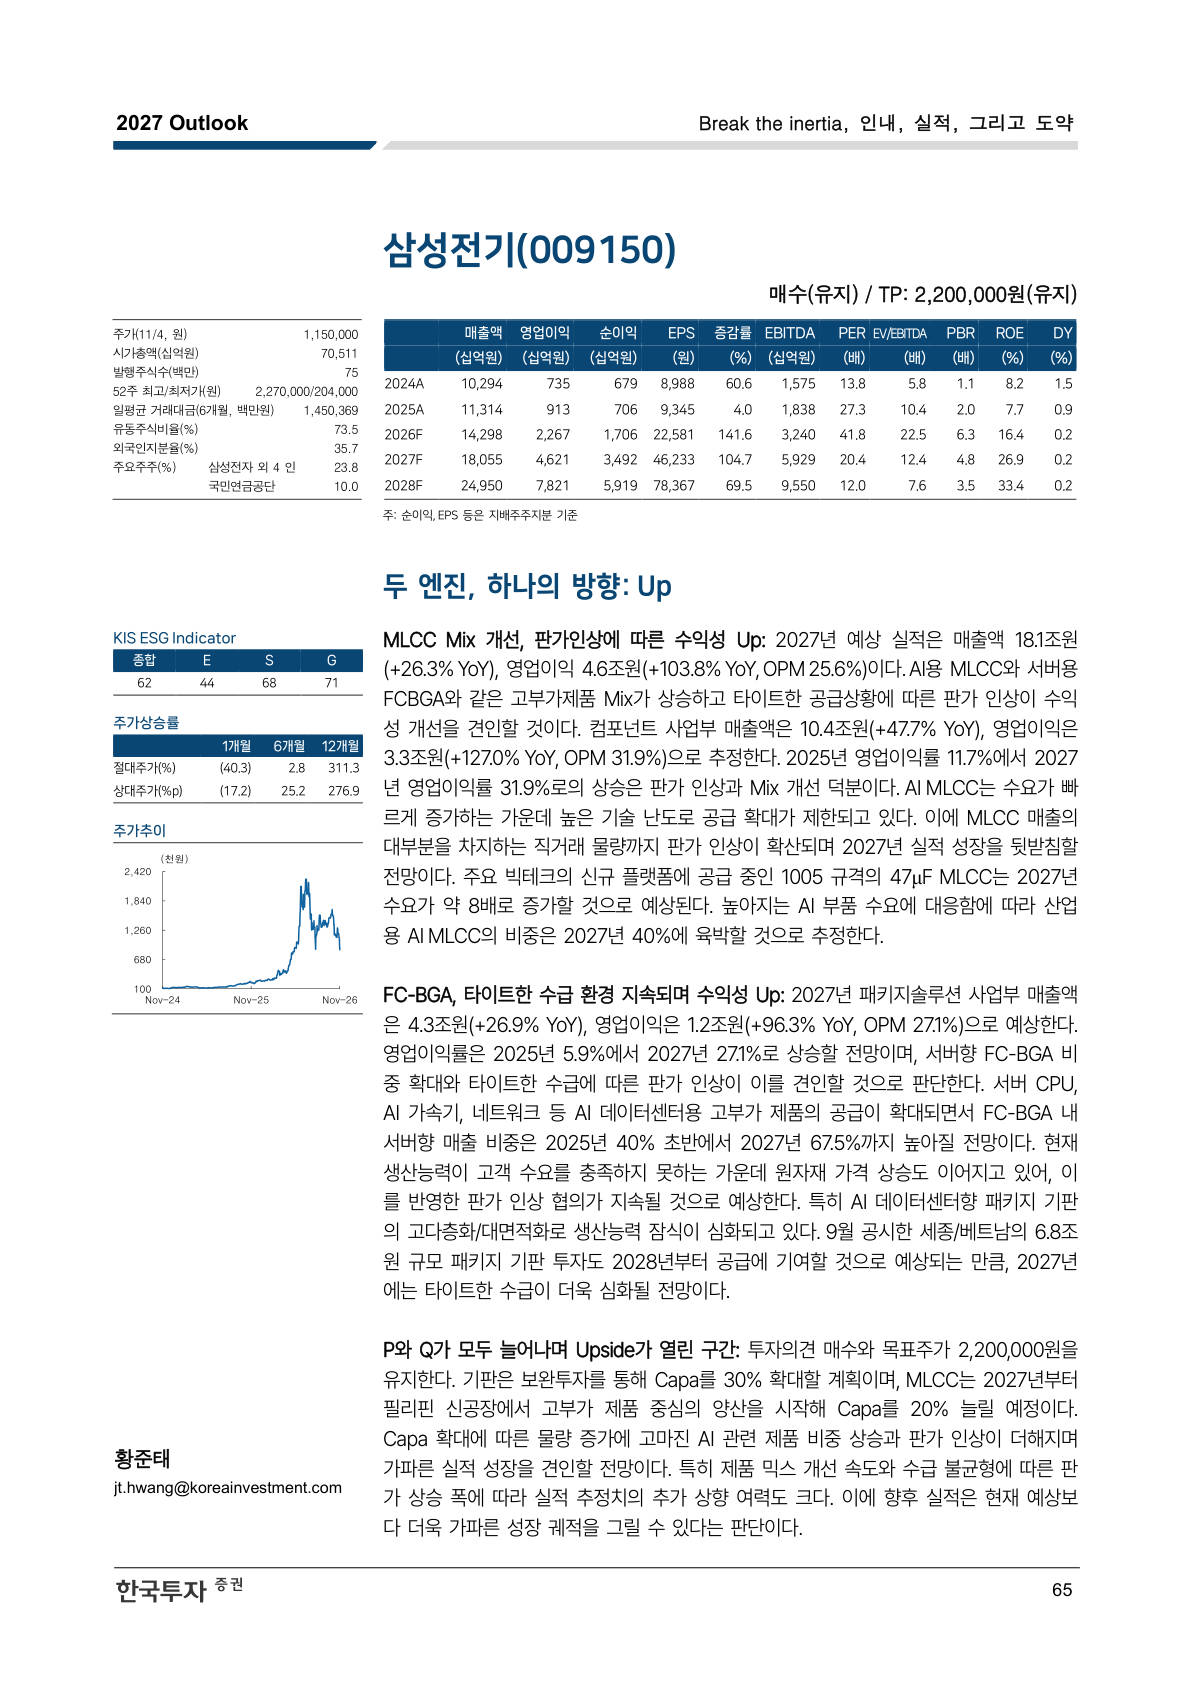 2027 Outlook
Break the inertia, 인내, 실적, 그리고 도약
삼성전기(009150)
매수(유지) / TP: 2,200,000원(유지)
주가(11/4, 원) 1,150,000
시가총액(십억원) 70,511
발행주식수(백만) 75
52주 최고/최저가(원) 2,270,000/204,000
일평균 거래대금(6개월, 백만원) 1,450,369
유동주식비율(%) 73.5
외국인지분율(%) 35.7
주요주주(%) 삼성전자 외 4 인 23.8
국민연금공단 10.0
매출액 영업이익 순이익 EPS 증감률 EBITDA PER EV/EBITDA PBR ROE DY
(십억원) (십억원) (십억원) (원) (%) (십억원) (배) (배) (배) (%) (%)
2024A 10,294 735 679 8,988 60.6 1,575 13.8 5.8 1.1 8.2 1.5
2025A 11,314 913 706 9,345 4.0 1,838 27.3 10.4 2.0 7.7 0.9
2026F 14,298 2,267 1,706 22,581 141.6 3,240 41.8 22.5 6.3 16.4 0.2
2027F 18,055 4,621 3,492 46,233 104.7 5,929 20.4 12.4 4.8 26.9 0.2
2028F 24,950 7,821 5,919 78,367 69.5 9,550 12.0 7.6 3.5 33.4 0.2
주: 순이익, EPS 등은 지배주주지분 기준
두 엔진, 하나의 방향: Up
KIS ESG Indicator
종합 E S G
62 44 68 71
주가상승률
1개월 6개월 12개월
절대주가(%) (40.3) 2.8 311.3
상대주가(%p) (17.2) 25.2 276.9
주가추이
(천원)
2,420
1,840
1,260
680
100
Nov-24 Nov-25 Nov-26
MLCC Mix 개선, 판가인상에 따른 수익성 Up: 2027년 예상 실적은 매출액 18.1조원
(+26.3% YoY), 영업이익 4.6조원(+103.8% YoY, OPM 25.6%)이다. AI용 MLCC와 서버용
FCBGA와 같은 고부가제품 Mix가 상승하고 타이트한 공급상황에 따른 판가 인상이 수익
성 개선을 견인할 것이다. 컴포넌트 사업부 매출액은 10.4조원(+47.7% YoY), 영업이익은
3.3조원(+127.0% YoY, OPM 31.9%)으로 추정한다. 2025년 영업이익률 11.7%에서 2027
년 영업이익률 31.9%로의 상승은 판가 인상과 Mix 개선 덕분이다. AI MLCC는 수요가 빠
르게 증가하는 가운데 높은 기술 난도로 공급 확대가 제한되고 있다. 이에 MLCC 매출의
대부분을 차지하는 직거래 물량까지 판가 인상이 확산되며 2027년 실적 성장을 뒷받침할
전망이다. 주요 빅테크의 신규 플랫폼에 공급 중인 1005 규격의 47μF MLCC는 2027년
수요가 약 8배로 증가할 것으로 예상된다. 높아지는 AI 부품 수요에 대응함에 따라 산업
용 AI MLCC의 비중은 2027년 40%에 육박할 것으로 추정한다.
FC-BGA, 타이트한 수급 환경 지속되며 수익성 Up: 2027년 패키지솔루션 사업부 매출액
은 4.3조원(+26.9% YoY), 영업이익은 1.2조원(+96.3% YoY, OPM 27.1%)으로 예상한다.
영업이익률은 2025년 5.9%에서 2027년 27.1%로 상승할 전망이며, 서버향 FC-BGA 비
중 확대와 타이트한 수급에 따른 판가 인상이 이를 견인할 것으로 판단한다. 서버 CPU,
AI 가속기, 네트워크 등 AI 데이터센터용 고부가 제품의 공급이 확대되면서 FC-BGA 내
서버향 매출 비중은 2025년 40% 초반에서 2027년 67.5%까지 높아질 전망이다. 현재
생산능력이 고객 수요를 충족하지 못하는 가운데 원자재 가격 상승도 이어지고 있어, 이
를 반영한 판가 인상 협의가 지속될 것으로 예상한다. 특히 AI 데이터센터향 패키지 기판
의 고다층화/대면적화로 생산능력 잠식이 심화되고 있다. 9월 공시한 세종/베트남의 6.8조
원 규모 패키지 기판 투자도 2028년부터 공급에 기여할 것으로 예상되는 만큼, 2027년
에는 타이트한 수급이 더욱 심화될 전망이다.
P와 Q가 모두 늘어나며 Upside가 열린 구간: 투자의견 매수와 목표주가 2,200,000원을
유지한다. 기판은 보완투자를 통해 Capa를 30% 확대할 계획이며, MLCC는 2027년부터
필리핀 신공장에서 고부가 제품 중심의 양산을 시작해 Capa를 20% 늘릴 예정이다.
Capa 확대에 따른 물량 증가에 고마진 AI 관련 제품 비중 상승과 판가 인상이 더해지며
가파른 실적 성장을 견인할 전망이다. 특히 제품 믹스 개선 속도와 수급 불균형에 따른 판
가 상승 폭에 따라 실적 추정치의 추가 상향 여력도 크다. 이에 향후 실적은 현재 예상보
다 더욱 가파른 성장 궤적을 그릴 수 있다는 판단이다.
황준태
jt.hwang@koreainvestment.com
한국투자 증권
65